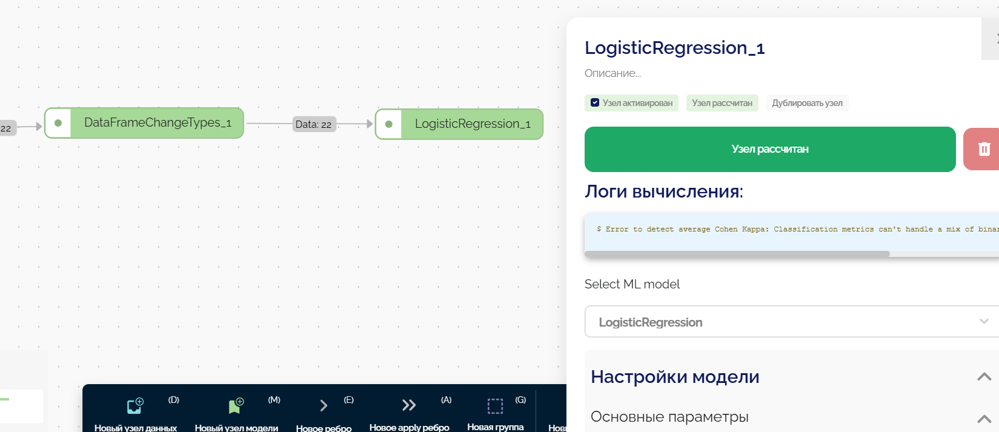 22
DataFrameChangeTypes_1
Data: 22
LogisticRegression_1
LogisticRegression_1
Описание...
Узел активирован
Узел рассчитан
Дублировать узел
Узел рассчитан
Логи вычисления:
$ Error to detect average Cohen Kappa: Classification metrics can't handle a mix of
Select ML model
LogisticRegression
Настройки модели
Основные параметры
(D)
(M)
(E)
(A)
(G)
Новый узел данных
Новый узел модели
Новое ребро
Новое apply ребро
Новая группа